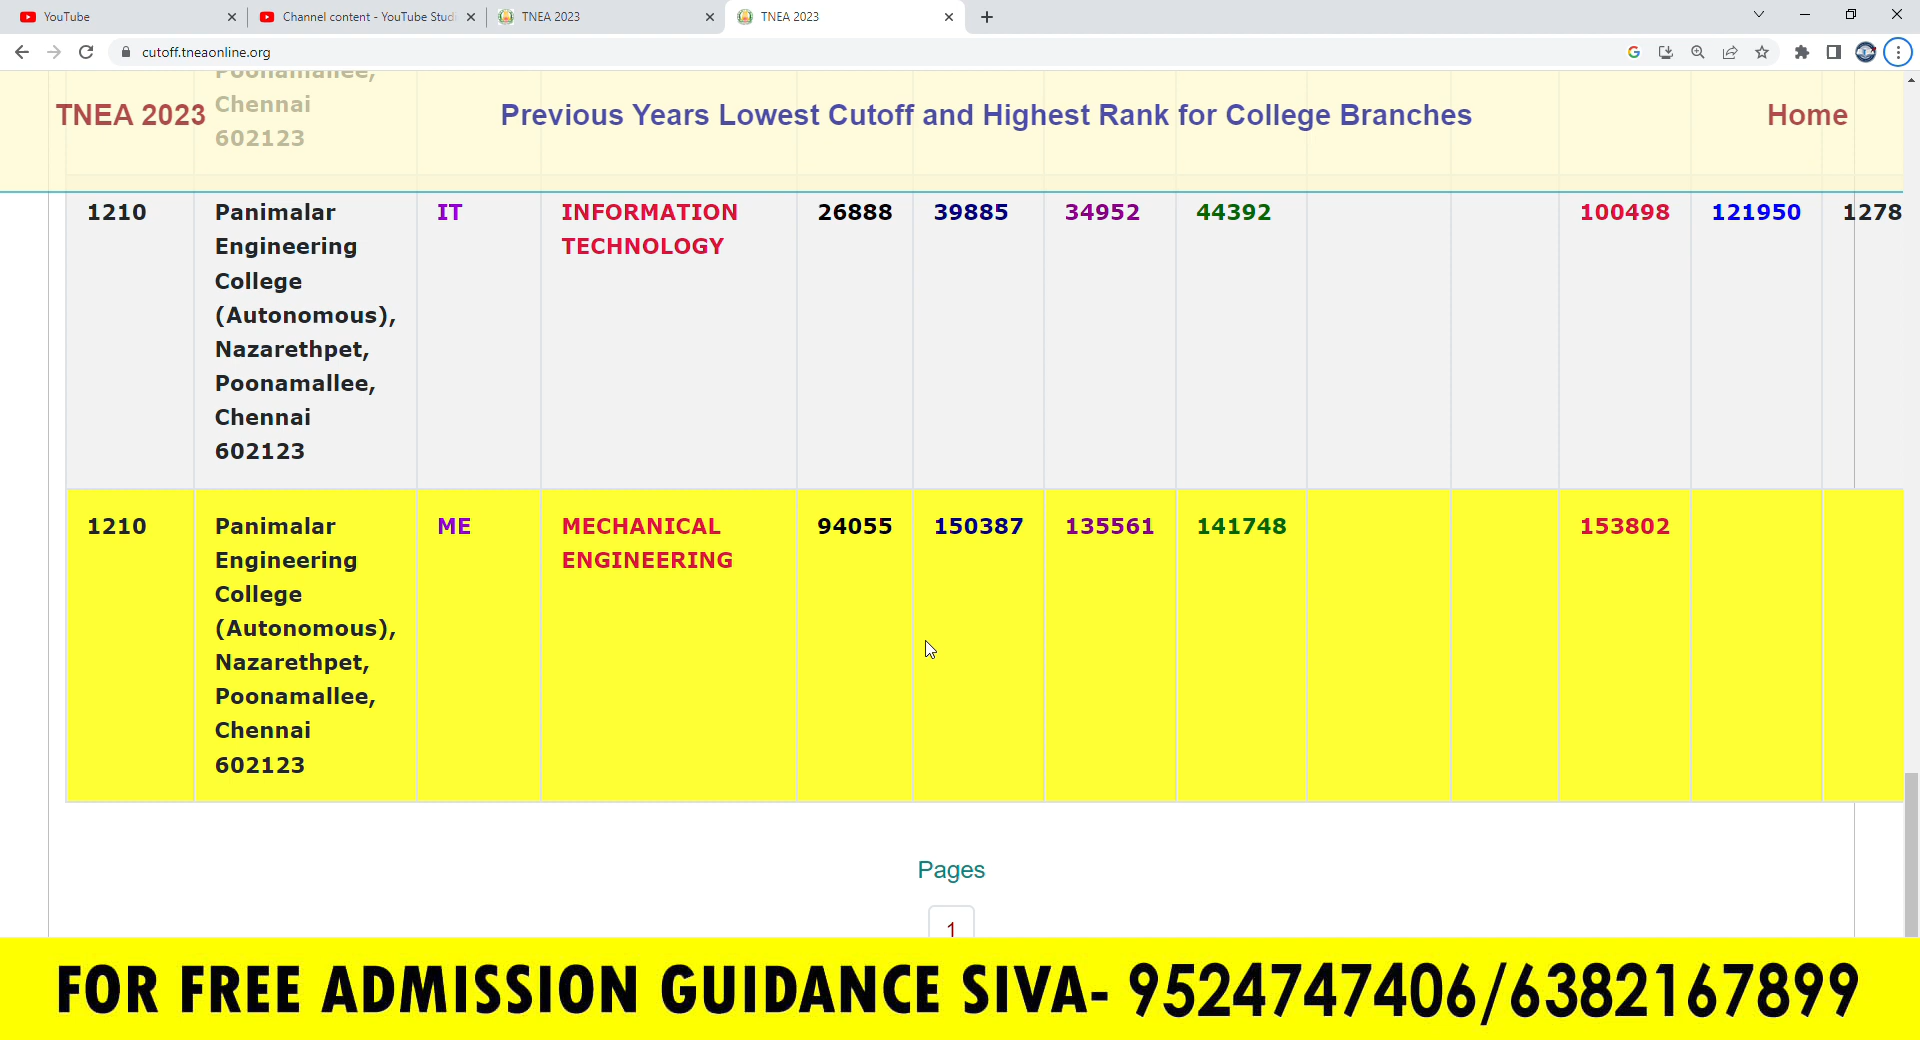 YouTube
Channel content - YouTube Stud
TNEA 2023
TNEA 2023
cutoff.tneaonline.org
Poonamallee,
Chennai
602123
TNEA 2023
Previous Years Lowest Cutoff and Highest Rank for College Branches
Home
1210 Panimalar IT INFORMATION 26888 39885 34952 44392 100498 121950 1278
Engineering TECHNOLOGY
College
(Autonomous),
Nazarethpet,
Poonamallee,
Chennai
602123
1210 Panimalar ME MECHANICAL 94055 150387 135561 141748 153802
Engineering ENGINEERING
College
(Autonomous),
Nazarethpet,
Poonamallee,
Chennai
602123
Pages
1
FOR FREE ADMISSION GUIDANCE SIVA- 9524747406/6382167899